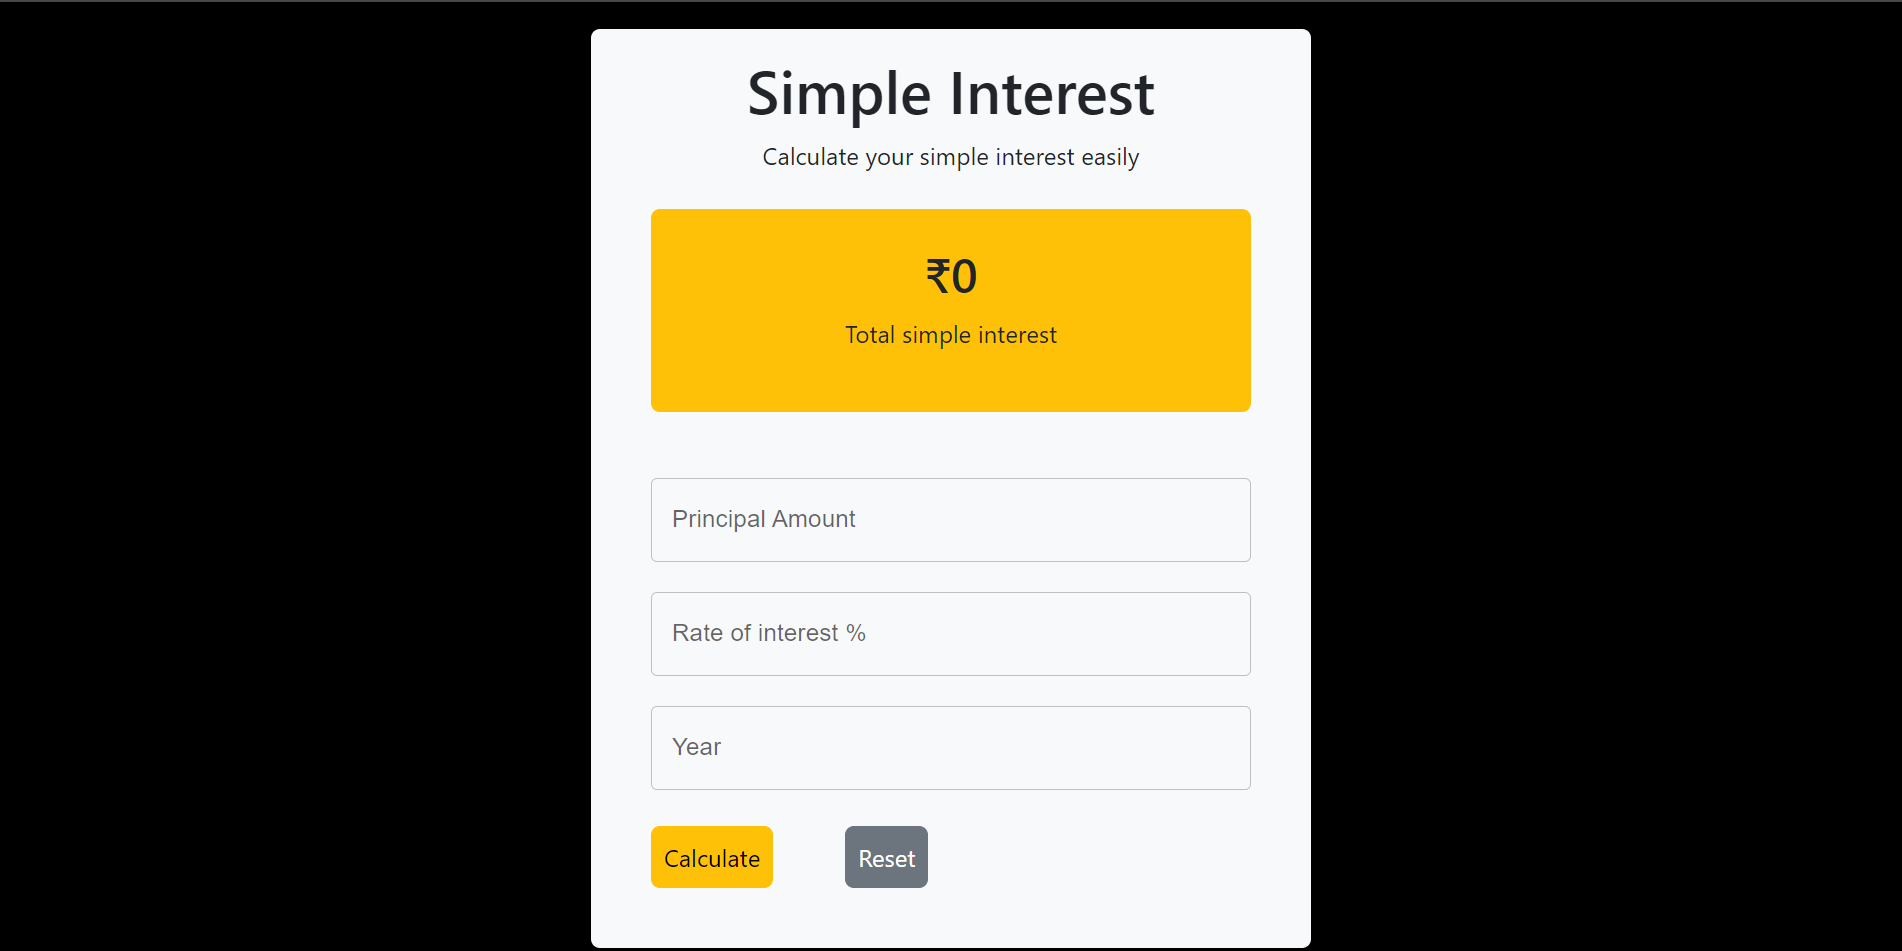 Simple Interest
Calculate your simple interest easily
₹0
Total simple interest
Principal Amount
Rate of interest %
Year
Calculate Reset